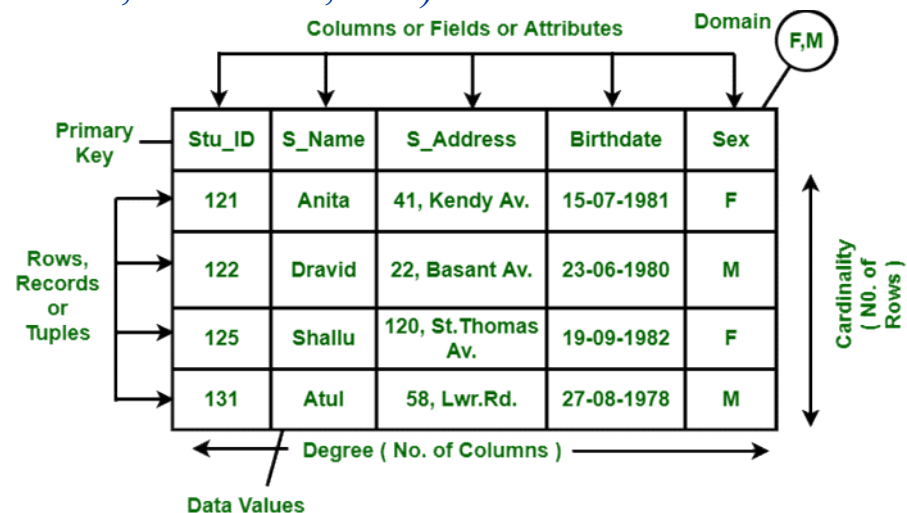 Columns or Fields or Attributes
Domain
F,M
Primary
Key
Stu_ID S_Name S_Address Birthdate Sex
121 Anita 41, Kendy Av. 15-07-1981 F
Rows,
Records
or
Tuples
122 Dravid 22, Basant Av. 23-06-1980 M
125 Shallu 120, St.Thomas
Av. 19-09-1982 F
131 Atul 58, Lwr.Rd. 27-08-1978 M
Cardinality
( N0. of
Rows )
Degree ( No. of Columns )
Data Values